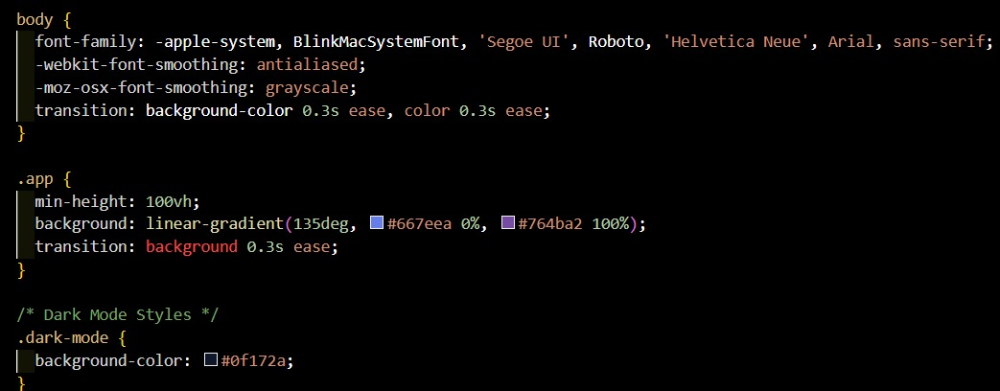 body {
  font-family: -apple-system, BlinkMacSystemFont, 'Segoe UI', Roboto, 'Helvetica Neue', Arial, sans-serif;
  -webkit-font-smoothing: antialiased;
  -moz-osx-font-smoothing: grayscale;
  transition: background-color 0.3s ease, color 0.3s ease;
}

.app {
  min-height: 100vh;
  background: linear-gradient(135deg, #667eea 0%, #764ba2 100%);
  transition: background 0.3s ease;
}

/* Dark Mode Styles */
.dark-mode {
  background-color: #0f172a;
}